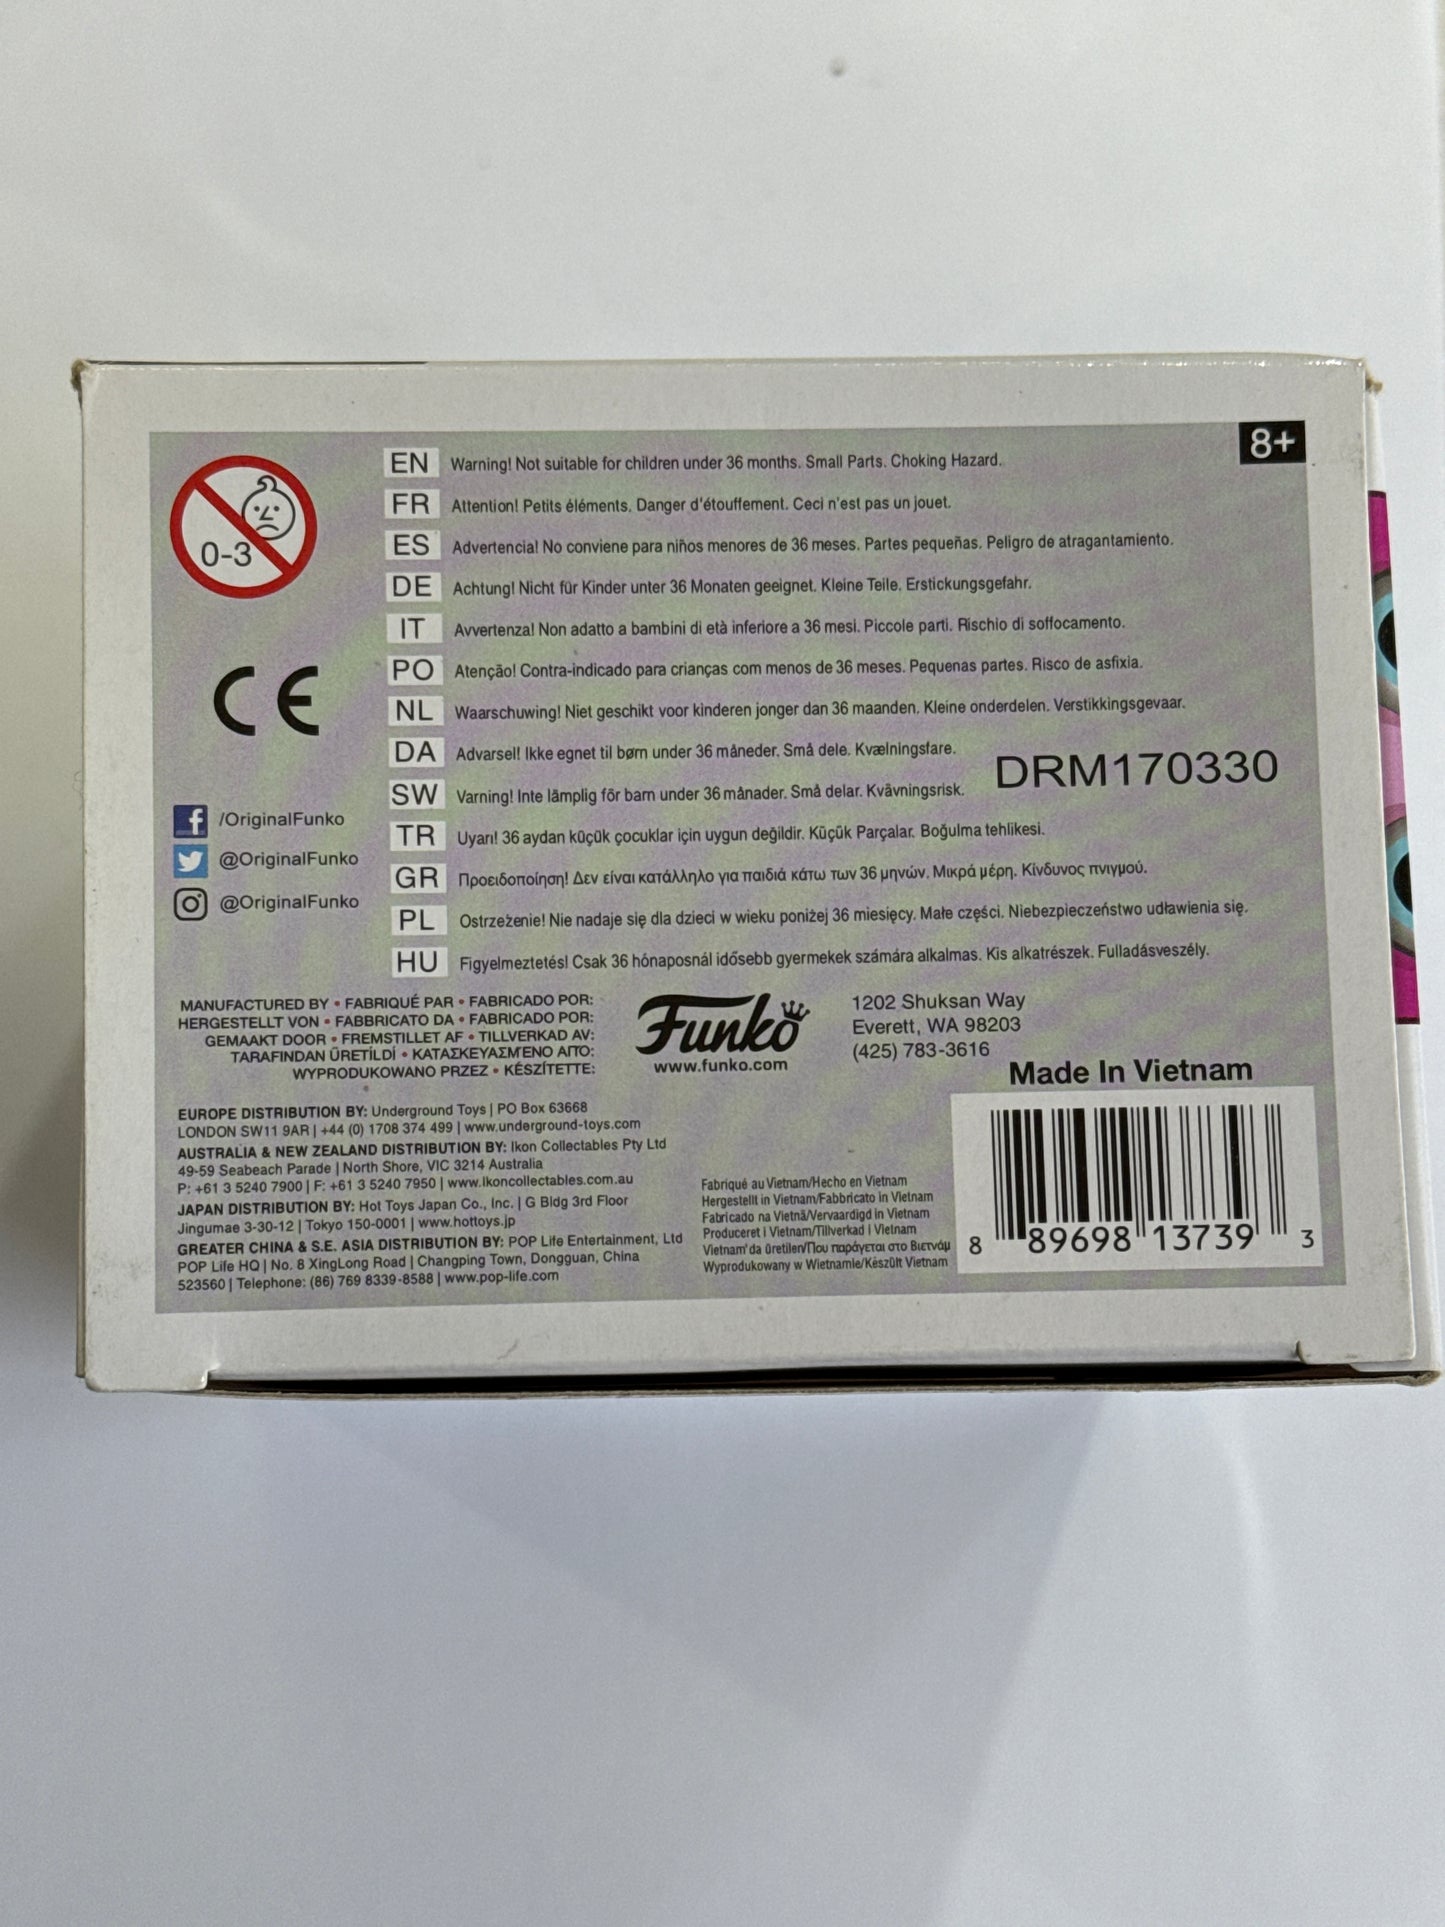 8+
0-3
EN Warning! Not suitable for children under 36 months. Small Parts. Choking Hazard.
FR Attention! Petits éléments. Danger d'étouffement. Ceci n'est pas un jouet.
ES Advertencia! No conviene para niños menores de 36 meses. Partes pequeñas. Peligro de atragantamiento.
DE Achtung! Nicht für Kinder unter 36 Monaten geeignet. Kleine Teile. Erstickungsgefahr.
IT Avvertenza! Non adatto a bambini di età inferiore a 36 mesi. Piccole parti. Rischio di soffocamento.
PO Atenção! Contra-indicado para crianças com menos de 36 meses. Pequenas partes. Risco de asfixia.
NL Waarschuwing! Niet geschikt voor kinderen jonger dan 36 maanden. Kleine onderdelen. Verstikkingsgevaar.
DA Advarsel! Ikke egnet til børn under 36 måneder. Små dele. Kvælningsfare.
SW Varning! Inte lämplig för barn under 36 månader. Små delar. Kvävningsrisk.
TR Uyarı! 36 aydan küçük çocuklar için uygun değildir. Küçük Parçalar. Boğulma tehlikesi.
GR Προειδοποίηση! Δεν είναι κατάλληλο για παιδιά κάτω των 36 μηνών. Μικρά μέρη. Κίνδυνος πνιγμού.
PL Ostrzeżenie! Nie nadaje się dla dzieci w wieku poniżej 36 miesięcy. Małe części. Niebezpieczeństwo udławienia się.
HU Figyelmeztetés! Csak 36 hónaposnál idősebb gyermekek számára alkalmas. Kis alkatrészek. Fulladásveszély.
DRM170330
CE
/OriginalFunko
@OriginalFunko
@OriginalFunko
MANUFACTURED BY • FABRIQUÉ PAR • FABRICADO POR:
HERGESTELLT VON • FABBRICATO DA • FABRICADO POR:
GEMAAKT DOOR • FREMSTILLET AF • TILLVERKAD AV:
TARAFINDAN ÜRETİLDİ • ΚΑΤΑΣΚΕΥΑΣΜΈΝΟ ΑΠΟ:
WYPRODUKOWANO PRZEZ • KÉSZÍTETTE:
Funko
www.funko.com
1202 Shuksan Way
Everett, WA 98203
(425) 783-3616
Made In Vietnam
EUROPE DISTRIBUTION BY: Underground Toys | PO Box 63668
LONDON SW11 9AR | +44 (0) 1708 374 499 | www.underground-toys.com
AUSTRALIA & NEW ZEALAND DISTRIBUTION BY: Ikon Collectables Pty Ltd
49-59 Seabeach Parade | North Shore, VIC 3214 Australia
P: +61 3 5240 7900 | F: +61 3 5240 7950 | www.ikoncollectables.com.au
JAPAN DISTRIBUTION BY: Hot Toys Japan Co., Inc. | G Bldg 3rd Floor
Jingumae 3-30-12 | Tokyo 150-0001 | www.hottoys.jp
GREATER CHINA & S.E. ASIA DISTRIBUTION BY: POP Life Entertainment, Ltd
POP Life HQ | No. 8 XingLong Road | Changping Town, Dongguan, China
523560 | Telephone: (86) 769 8339-8588 | www.pop-life.com
Fabriqué au Vietnam/Hecho en Vietnam
Hergestellt in Vietnam/Fabbricato in Vietnam
Fabricado na Vietnã/Vervaardigd in Vietnam
Produceret i Vietnam/Tillverkad i Vietnam
Vietnam'da üretilen/Που παράγεται στο Βιετνάμ
Wyprodukowany w Wietnamie/Készült Vietnam
8 89698 13739 3